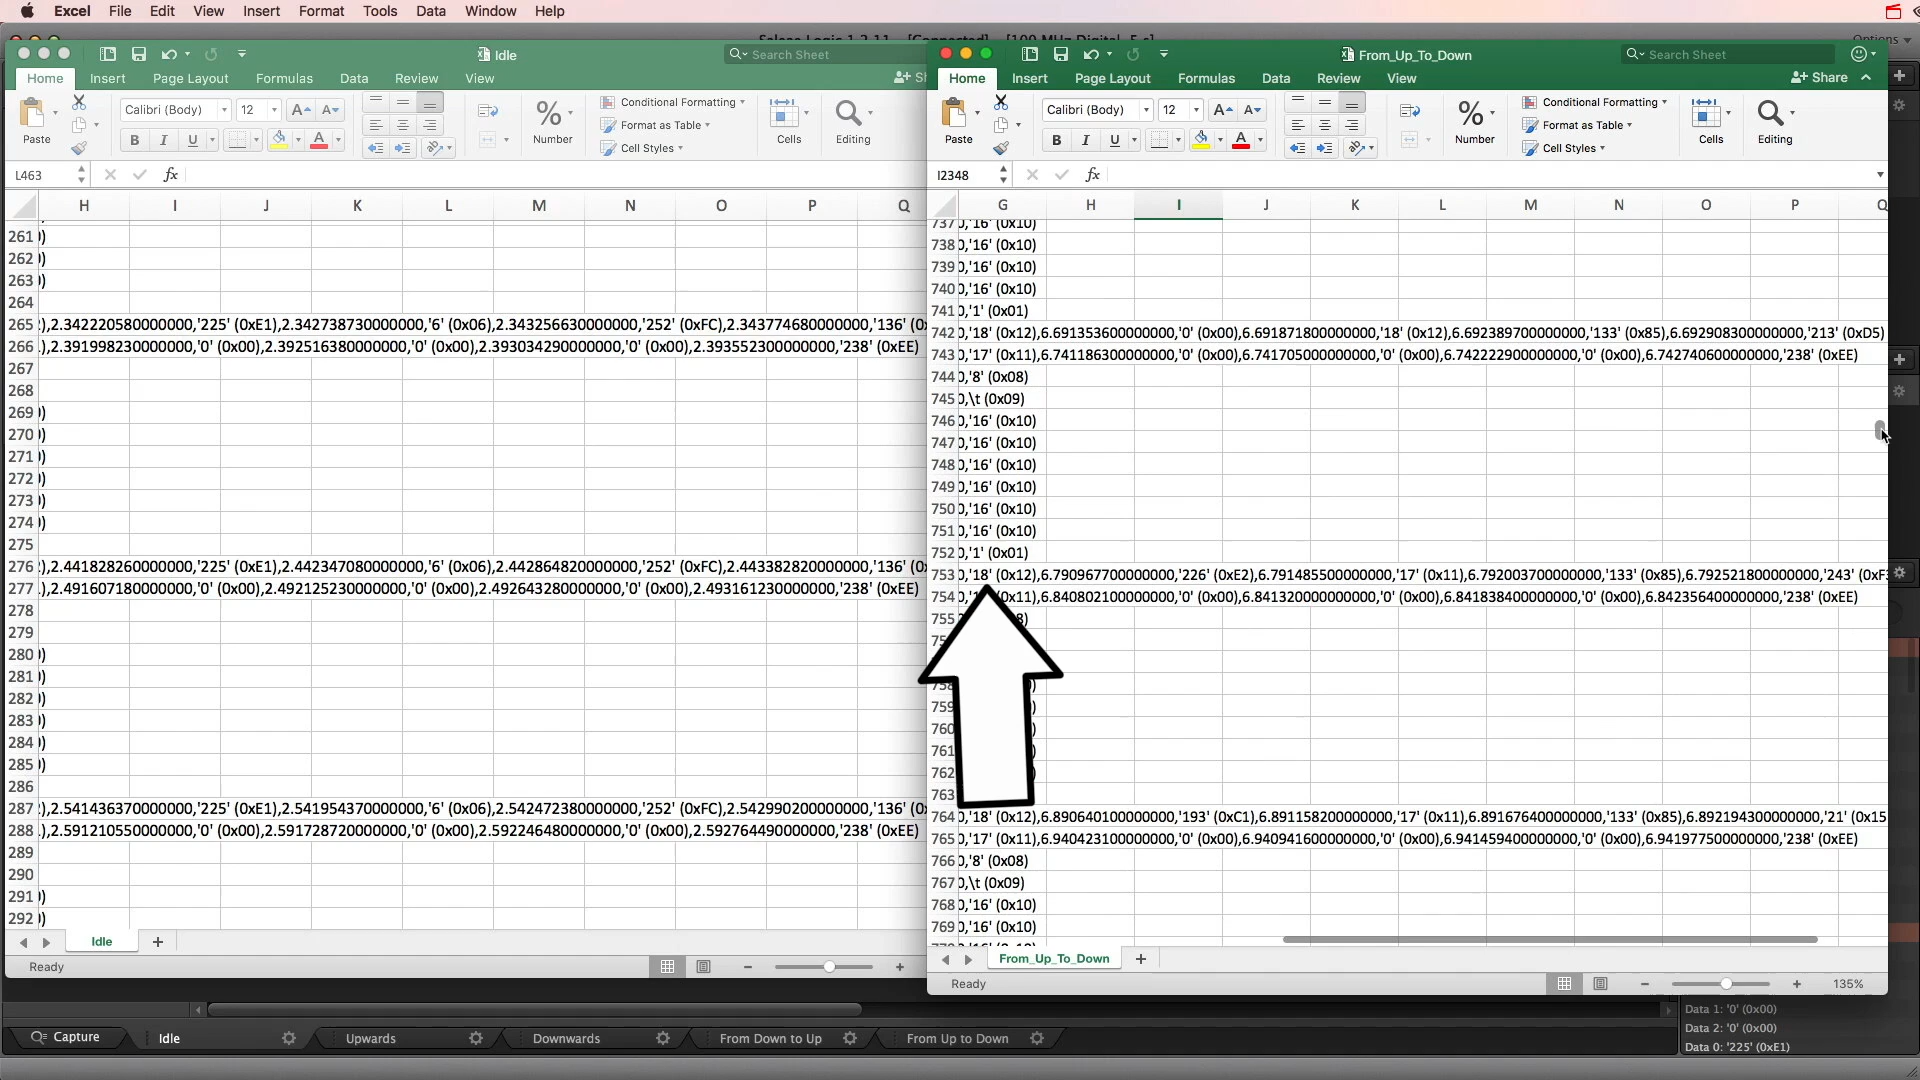 Excel File Edit View Insert Format Tools Data Window Help
Idle
Search Sheet
Home Insert Page Layout Formulas Data Review View
Paste
Calibri (Body) 12
B I U
Number
Conditional Formatting
Format as Table
Cell Styles
Cells
Editing
L463
fx
H I J K L M N O P Q
261 )
262 )
263 )
264
265 ),2.342220580000000,'225' (0xE1),2.342738730000000,'6' (0x06),2.343256630000000,'252' (0xFC),2.343774680000000,'136' (0
266 ),2.391998230000000,'0' (0x00),2.392516380000000,'0' (0x00),2.393034290000000,'0' (0x00),2.393552300000000,'238' (0xEE)
267
268
269 )
270 )
271 )
272 )
273 )
274 )
275
276 ),2.441828260000000,'225' (0xE1),2.442347080000000,'6' (0x06),2.442864820000000,'252' (0xFC),2.443382820000000,'136' (0
277 ),2.491607180000000,'0' (0x00),2.492125230000000,'0' (0x00),2.492643280000000,'0' (0x00),2.493161230000000,'238' (0xEE)
278
279
280 )
281 )
282 )
283 )
284 )
285 )
286
287 ),2.541436370000000,'225' (0xE1),2.541954370000000,'6' (0x06),2.542472380000000,'252' (0xFC),2.542990200000000,'136' (0
288 ),2.591210550000000,'0' (0x00),2.591728720000000,'0' (0x00),2.592246480000000,'0' (0x00),2.592764490000000,'238' (0xEE)
289
290
291 )
292 )
Idle
Ready
From_Up_To_Down
Search Sheet
Home Insert Page Layout Formulas Data Review View
Share
Paste
Calibri (Body) 12
B I U
Number
Conditional Formatting
Format as Table
Cell Styles
Cells
Editing
I2348
fx
G H I J K L M N O P Q
737 0,'16' (0x10)
738 0,'16' (0x10)
739 0,'16' (0x10)
740 0,'16' (0x10)
741 0,'1' (0x01)
742 0,'18' (0x12),6.691353600000000,'0' (0x00),6.691871800000000,'18' (0x12),6.692389700000000,'133' (0x85),6.692908300000000,'213' (0xD5)
743 0,'17' (0x11),6.741186300000000,'0' (0x00),6.741705000000000,'0' (0x00),6.742222900000000,'0' (0x00),6.742740600000000,'238' (0xEE)
744 0,'8' (0x08)
745 0,\t (0x09)
746 0,'16' (0x10)
747 0,'16' (0x10)
748 0,'16' (0x10)
749 0,'16' (0x10)
750 0,'16' (0x10)
751 0,'16' (0x10)
752 0,'1' (0x01)
753 0,'18' (0x12),6.790967700000000,'226' (0xE2),6.791485500000000,'17' (0x11),6.792003700000000,'133' (0x85),6.792521800000000,'243' (0xF3
754 (0x11),6.840802100000000,'0' (0x00),6.841320000000000,'0' (0x00),6.841838400000000,'0' (0x00),6.842356400000000,'238' (0xEE)
755
758
759
760
761
762
763
764 0,'18' (0x12),6.890640100000000,'193' (0xC1),6.891158200000000,'17' (0x11),6.891676400000000,'133' (0x85),6.892194300000000,'21' (0x15
765 0,'17' (0x11),6.940423100000000,'0' (0x00),6.940941600000000,'0' (0x00),6.941459400000000,'0' (0x00),6.941977500000000,'238' (0xEE)
766 0,'8' (0x08)
767 0,\t (0x09)
768 0,'16' (0x10)
769 0,'16' (0x10)
From_Up_To_Down
Ready
135%
Data 1: '0' (0x00)
Data 2: '0' (0x00)
Data 0: '225' (0xE1)
Capture Idle Upwards Downwards From Down to Up From Up to Down